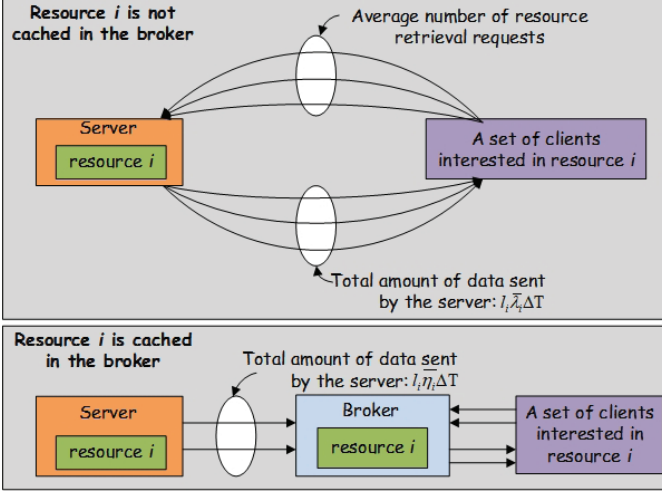 Resource i is not
cached in the broker
Average number of resource
retrieval requests
Server
resource i
A set of clients
interested in resource i
Total amount of data sent
by the server: l_i λ̄_i ΔT
Resource i is cached
in the broker
Total amount of data sent
by the server: l_i η̄_i ΔT
Server
resource i
Broker
resource i
A set of clients
interested in
resource i